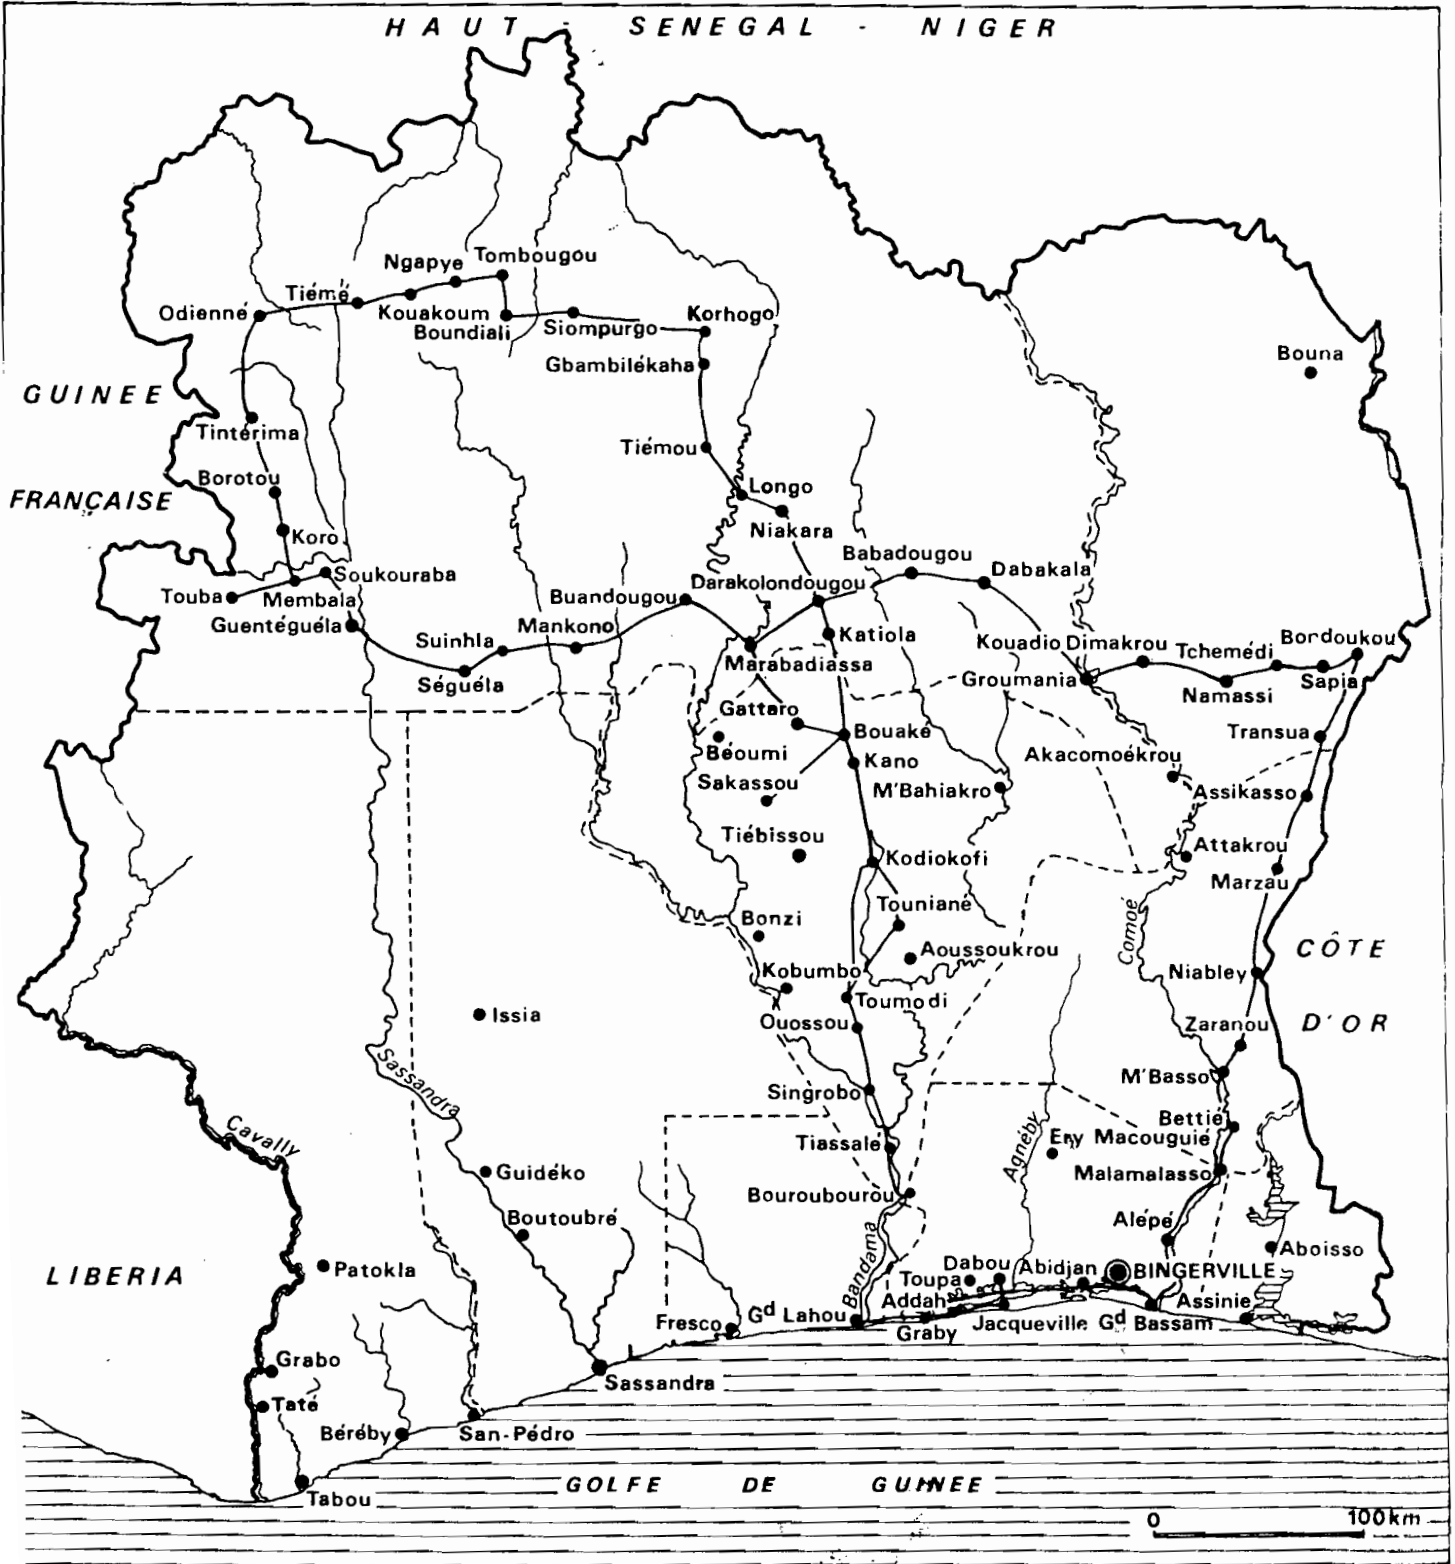 HAUT - SENEGAL - NIGER
Tombougou
Ngapye
Tiémé
Odienné
Kouakoum
Boundiali
Siompurgo
Korhogo
Bouna
Gbambilékaha
GUINEE
Tintérima
Tiémou
Borotou
Longo
FRANÇAISE
Niakara
Koro
Babadougou
Soukouraba
Darakolondougou
Dabakala
Touba
Membala
Buandougou
Guentéguéla
Mankono
Suinhla
Katiola
Kouadio Dimakrou
Tchemédi
Bordoukou
Marabadiassa
Séguéla
Groumania
Namassi
Sapia
Gattaro
Bouaké
Transua
Béoumi
Kano
Akacomoékrou
Sakassou
M'Bahiakro
Assikasso
Tiébissou
Attakrou
Kodiokofi
Marzau
Touniané
Bonzi
Comoé
Aoussoukrou
CÔTE
Kobumbo
Niabley
Toumodi
Issia
Ouossou
Zaranou
D'OR
Sassandra
M'Basso
Singrobo
Cavally
Bettié
Agnéby
Ery Macouguié
Tiassalé
Guidéko
Malamalasso
Bouroubourou
Boutoubré
Alépé
Bandama
Aboisso
Patokla
LIBERIA
Dabou
Abidjan
BINGERVILLE
Toupa
Addah
Assinie
Fresco
Gd Lahou
Graby
Jacqueville
Gd Bassam
Grabo
Sassandra
Taté
Béréby
San-Pédro
GOLFE DE GUINEE
Tabou
0 100km